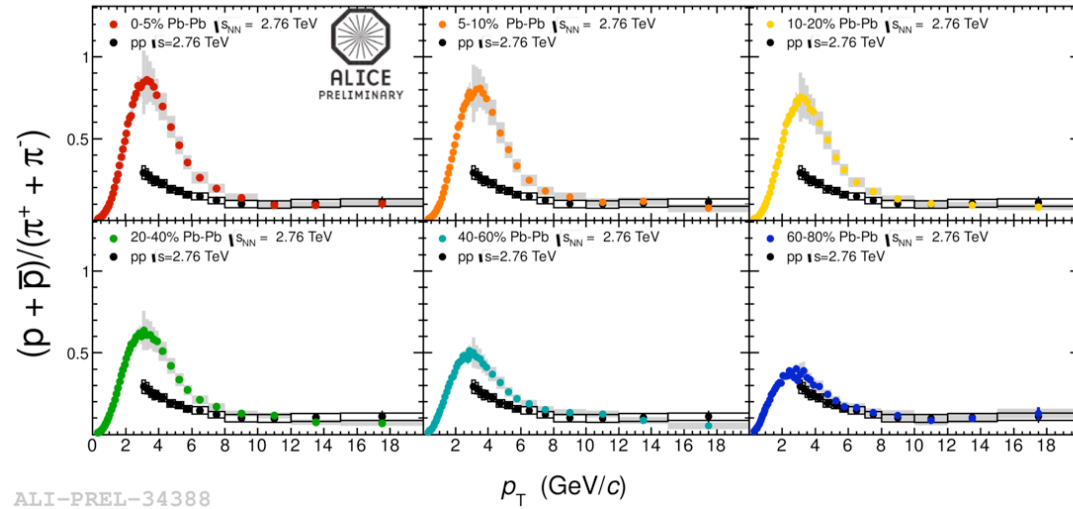 0-5% Pb-Pb √sNN = 2.76 TeV
pp √s=2.76 TeV
ALICE
PRELIMINARY
5-10% Pb-Pb √sNN = 2.76 TeV
pp √s=2.76 TeV
10-20% Pb-Pb √sNN = 2.76 TeV
pp √s=2.76 TeV
1
0.5
20-40% Pb-Pb √sNN = 2.76 TeV
pp √s=2.76 TeV
40-60% Pb-Pb √sNN = 2.76 TeV
pp √s=2.76 TeV
60-80% Pb-Pb √sNN = 2.76 TeV
pp √s=2.76 TeV
1
0.5
(p + p̅)/(π⁺ + π⁻)
0 2 4 6 8 10 12 14 16 18
2 4 6 8 10 12 14 16 18
2 4 6 8 10 12 14 16 18
pT (GeV/c)
ALI-PREL-34388